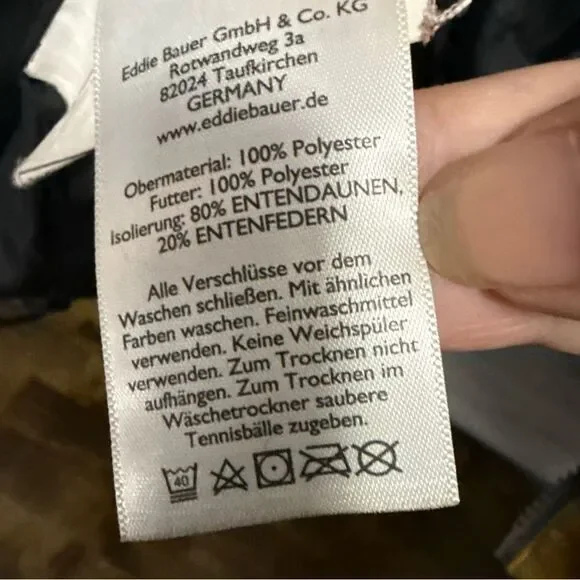 Eddie Bauer GmbH & Co. KG
Rotwandweg 3a
82024 Taufkirchen
GERMANY
www.eddiebauer.de
Obermaterial: 100% Polyester
Futter: 100% Polyester
Isolierung: 80% ENTENDAUNEN,
20% ENTENFEDERN
Alle Verschlüsse vor dem
Waschen schließen. Mit ähnlichen
Farben waschen. Feinwaschmittel
verwenden. Keine Weichspüler
verwenden. Zum Trocknen nicht
aufhängen. Zum Trocknen im
Wäschetrockner saubere
Tennisbälle zugeben.
40